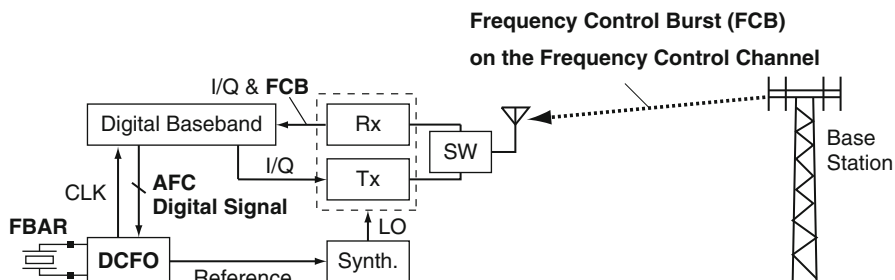 Frequency Control Burst (FCB)
on the Frequency Control Channel
I/Q & FCB
Digital Baseband
Rx
SW
Base
Station
I/Q
Tx
CLK
AFC
Digital Signal
LO
FBAR
DCFO
Reference
Synth.